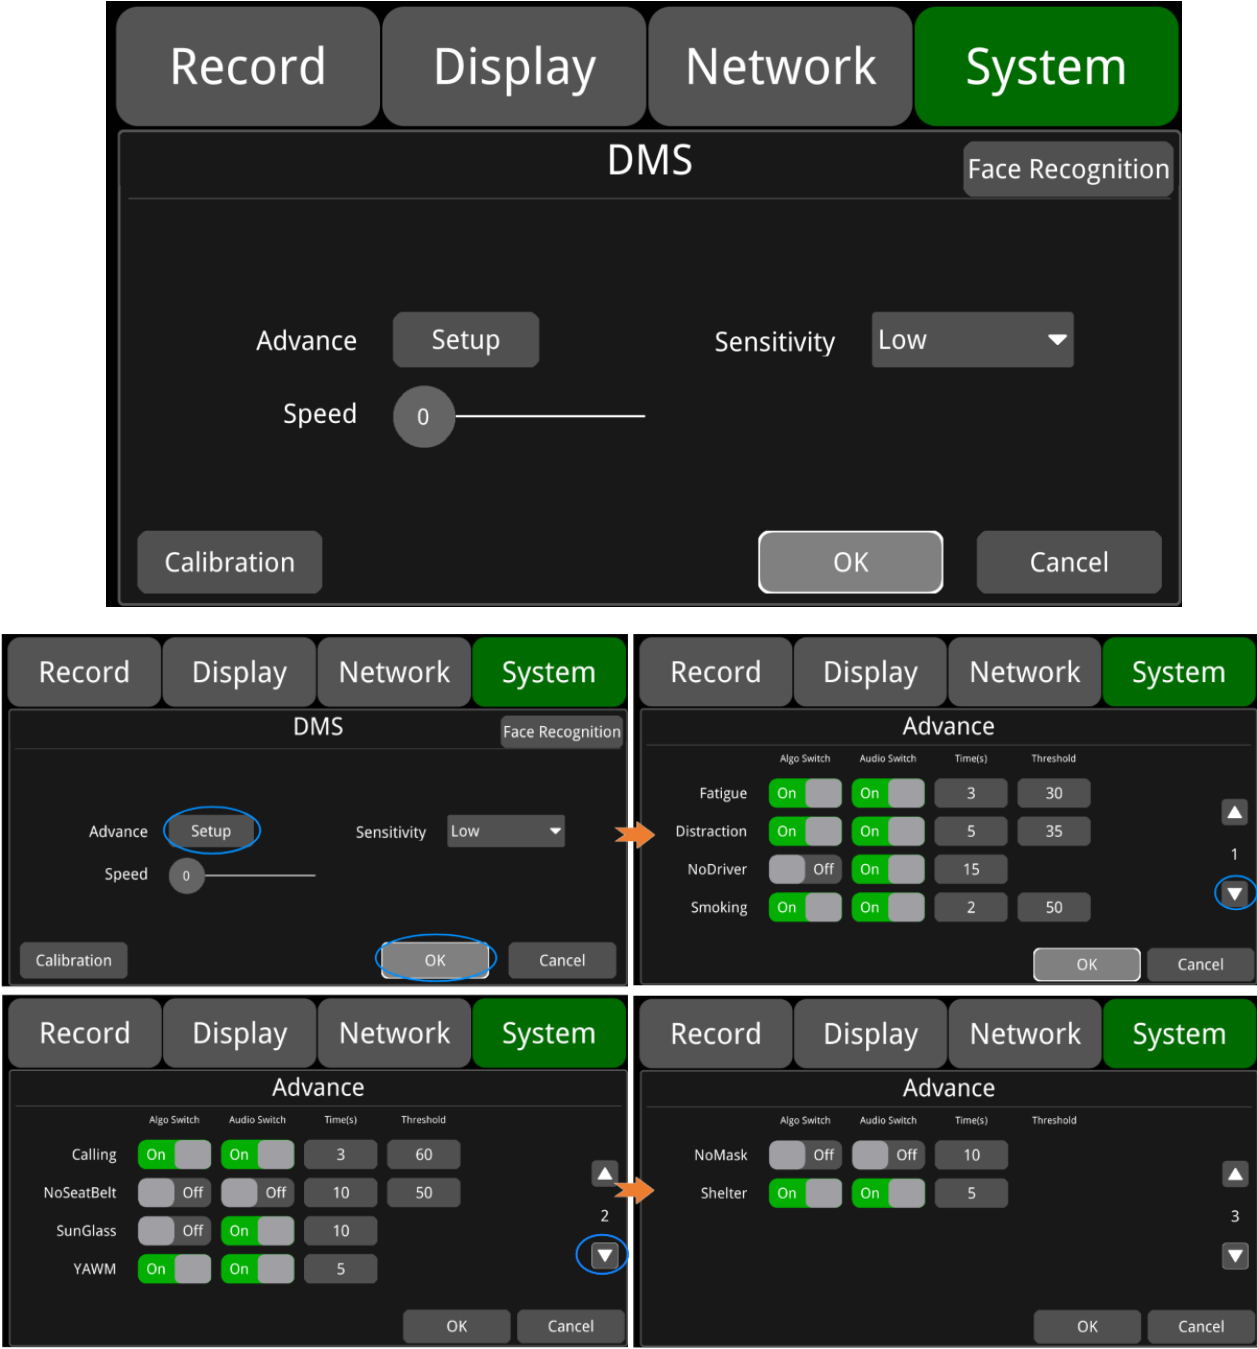 Record Display Network System
DMS
Face Recognition
Advance Setup Sensitivity Low
Speed 0
Calibration OK Cancel
Record Display Network System
DMS
Face Recognition
Advance Setup Sensitivity Low
Speed 0
Calibration OK Cancel
Record Display Network System
Advance
Algo Switch Audio Switch Time(s) Threshold
Fatigue On On 3 30
Distraction On On 5 35
1
NoDriver Off On 15
Smoking On On 2 50
OK Cancel
Record Display Network System
Advance
Algo Switch Audio Switch Time(s) Threshold
Calling On On 3 60
NoSeatBelt Off Off 10 50
2
SunGlass Off On 10
YAWM On On 5
OK Cancel
Record Display Network System
Advance
Algo Switch Audio Switch Time(s) Threshold
NoMask Off Off 10
Shelter On On 5
3
OK Cancel